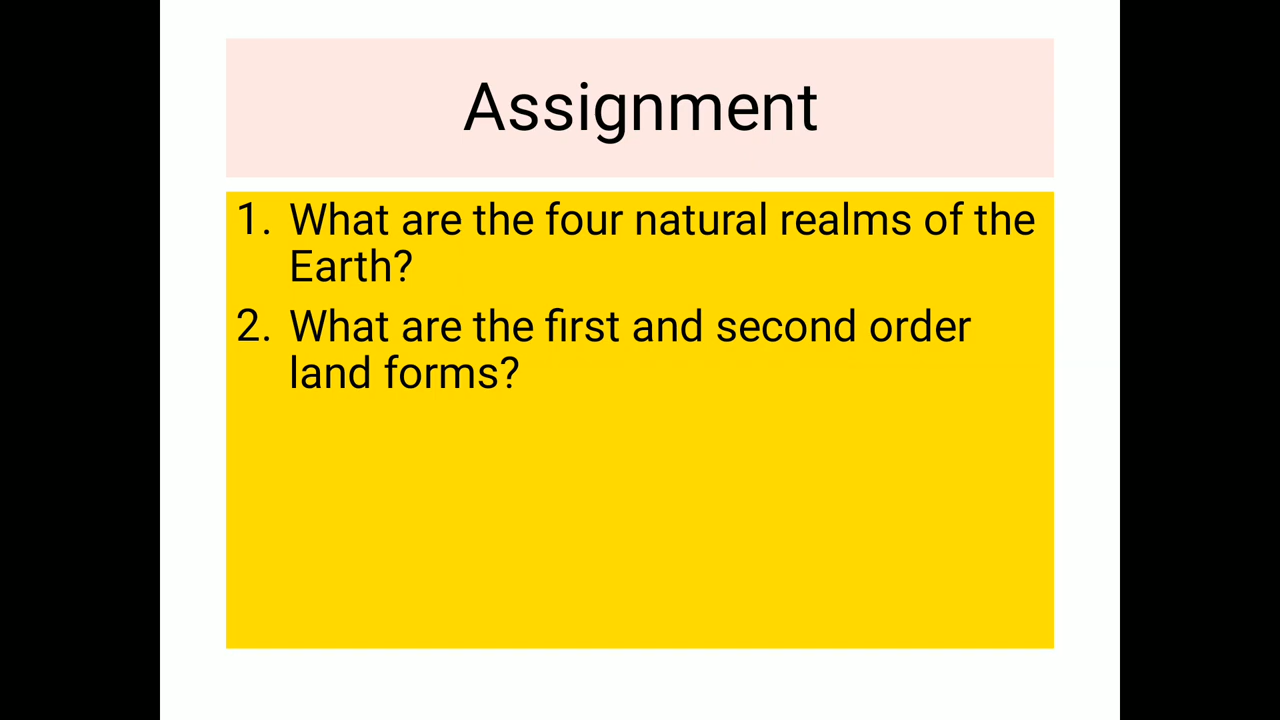 Assignment
1. What are the four natural realms of the
Earth?
2. What are the first and second order
land forms?